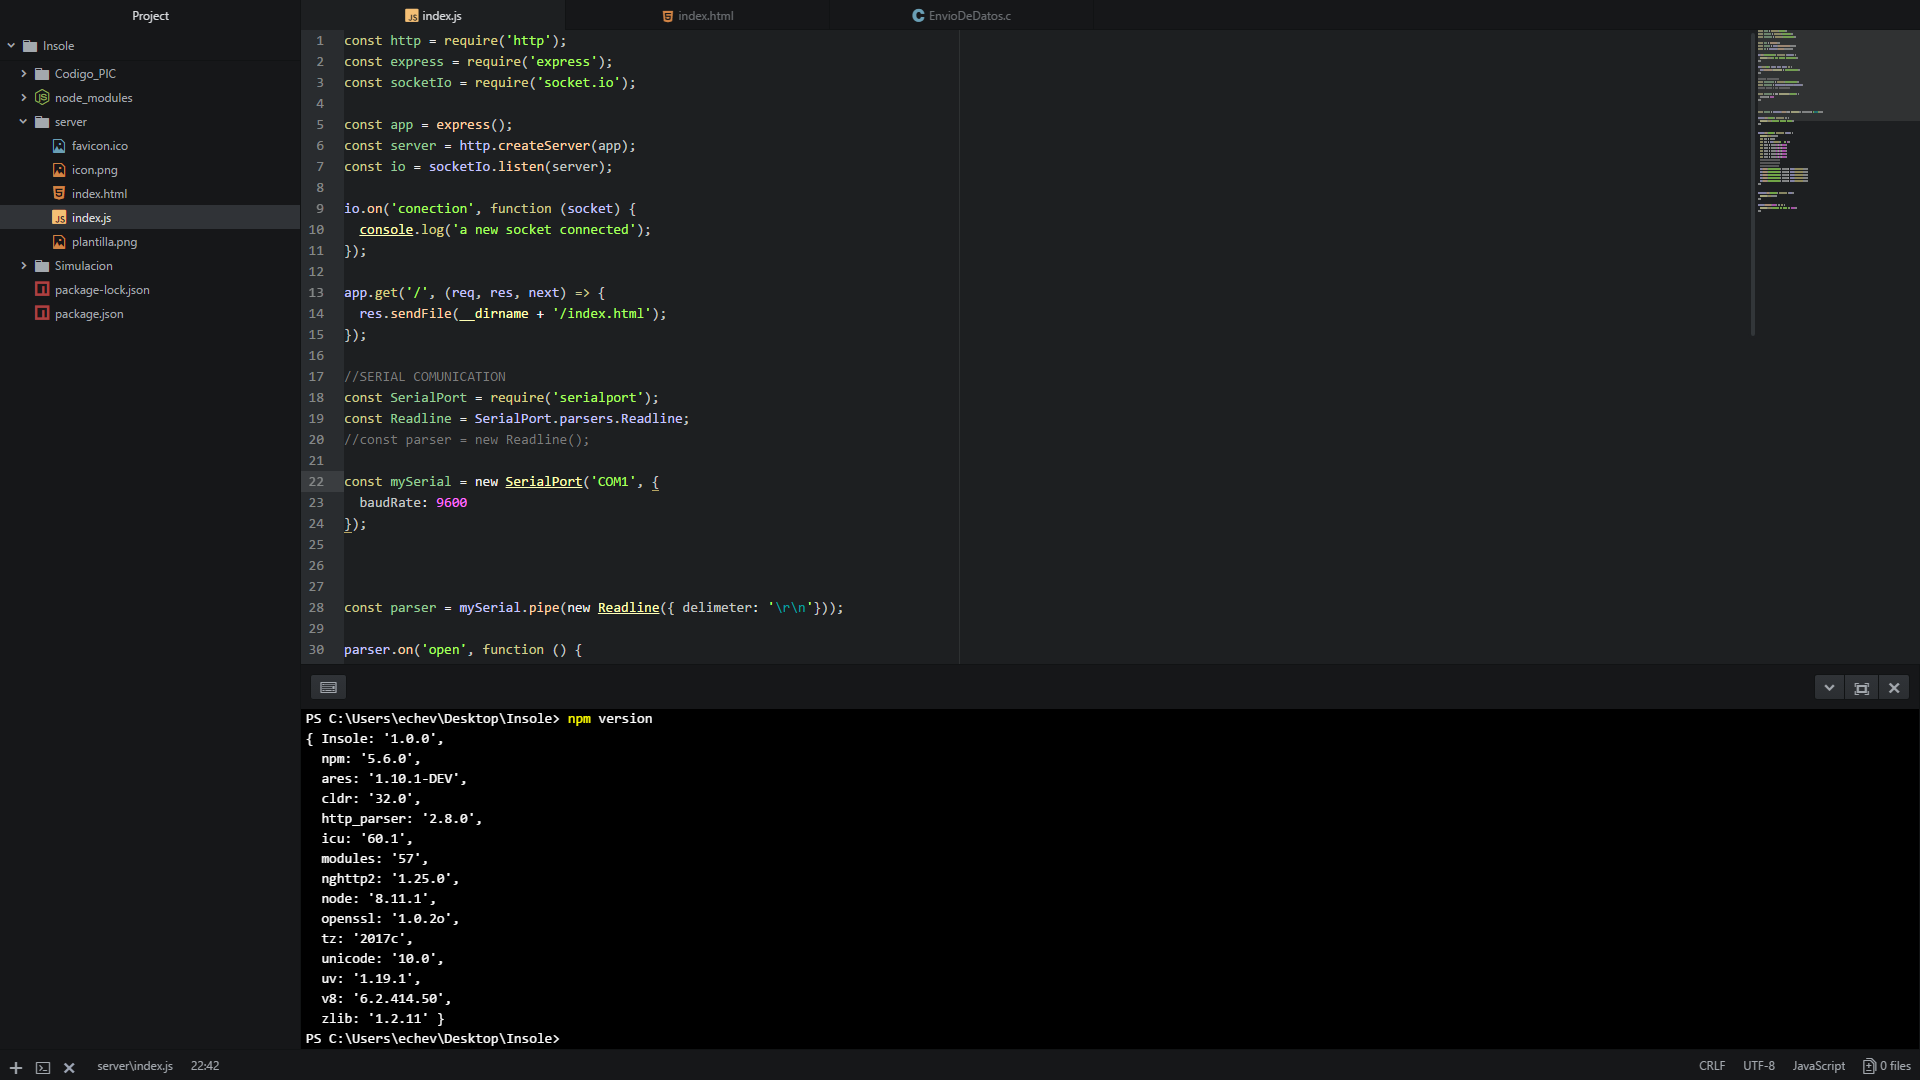 Project
Insole
Codigo_PIC
node_modules
server
favicon.ico
icon.png
index.html
index.js
plantilla.png
Simulacion
package-lock.json
package.json
index.js
index.html
EnvioDeDatos.c
1 const http = require('http');
2 const express = require('express');
3 const socketIo = require('socket.io');
4
5 const app = express();
6 const server = http.createServer(app);
7 const io = socketIo.listen(server);
8
9 io.on('conection', function (socket) {
10 console.log('a new socket connected');
11 });
12
13 app.get('/', (req, res, next) => {
14 res.sendFile(__dirname + '/index.html');
15 });
16
17 //SERIAL COMUNICATION
18 const SerialPort = require('serialport');
19 const Readline = SerialPort.parsers.Readline;
20 //const parser = new Readline();
21
22 const mySerial = new SerialPort('COM1', {
23 baudRate: 9600
24 });
25
26
27
28 const parser = mySerial.pipe(new Readline({ delimeter: '\r\n'}));
29
30 parser.on('open', function () {
PS C:\Users\echev\Desktop\Insole> npm version
{ Insole: '1.0.0',
npm: '5.6.0',
ares: '1.10.1-DEV',
cldr: '32.0',
http_parser: '2.8.0',
icu: '60.1',
modules: '57',
nghttp2: '1.25.0',
node: '8.11.1',
openssl: '1.0.2o',
tz: '2017c',
unicode: '10.0',
uv: '1.19.1',
v8: '6.2.414.50',
zlib: '1.2.11' }
PS C:\Users\echev\Desktop\Insole>
server\index.js 22:42
CRLF UTF-8 JavaScript 0 files